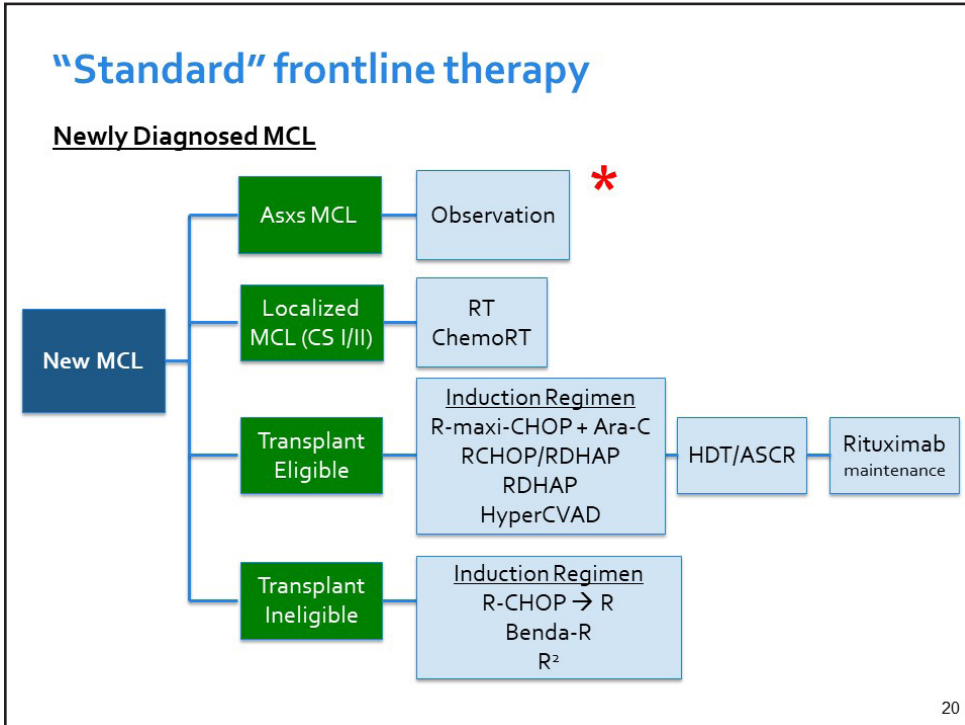 “Standard” frontline therapy
Newly Diagnosed MCL
New MCL
Asxs MCL
Observation
*
Localized
MCL (CS I/II)
RT
ChemoRT
Transplant
Eligible
Induction Regimen
R-maxi-CHOP + Ara-C
RCHOP/RDHAP
RDHAP
HyperCVAD
HDT/ASCR
Rituximab
maintenance
Transplant
Ineligible
Induction Regimen
R-CHOP → R
Benda-R
R²
20